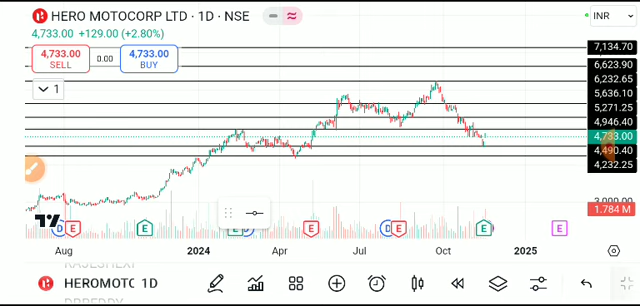 HERO MOTOCORP LTD · 1D · NSE
INR
4,733.00 +129.00 (+2.80%)
4,733.00
SELL
0.00
4,733.00
BUY
1
7,134.70
6,623.90
6,232.65
5,636.10
5,271.25
4,946.40
4,733.00
4,490.40
4,232.25
1.784 M
D E E E D E D E E E
Aug 2024 Apr Jul Oct 2025
HEROMOTC 1D